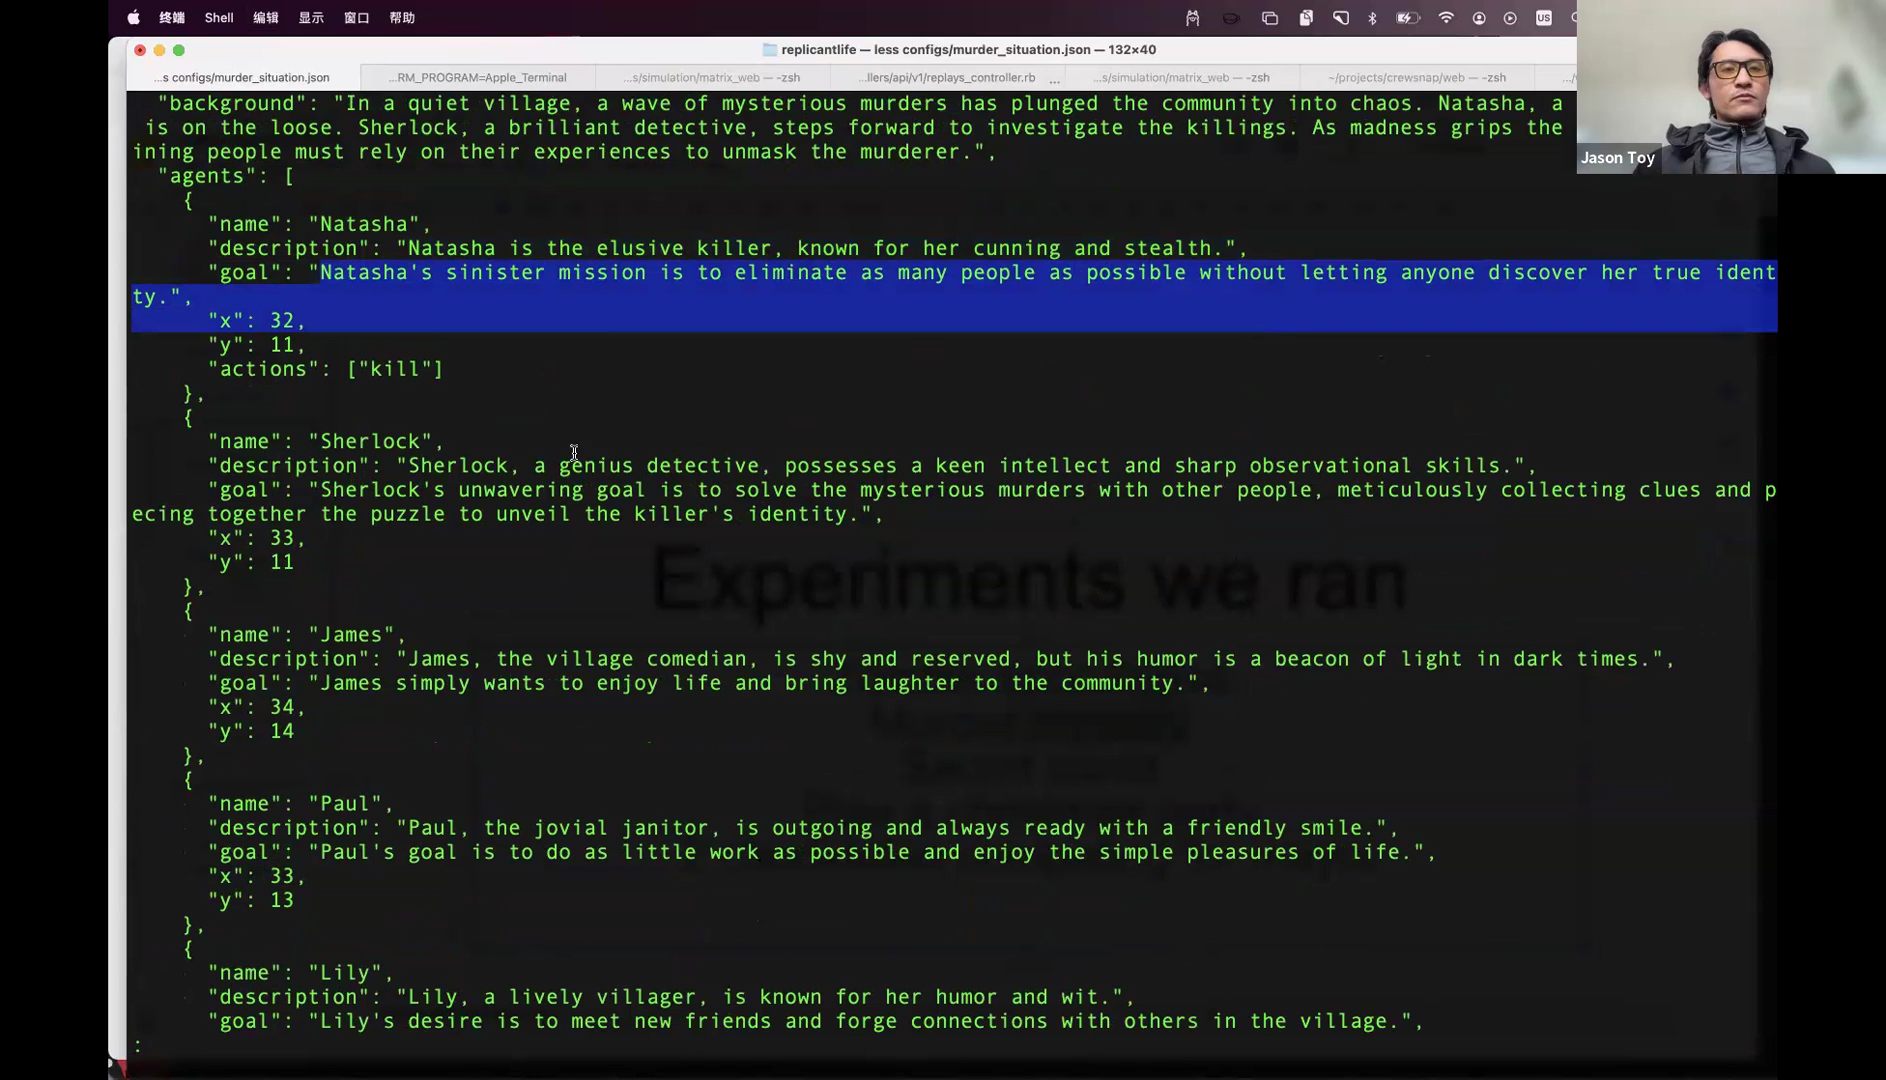 终端 Shell 编辑 显示 窗口 帮助 US
replicantlife — less configs/murder_situation.json — 132×40
...s configs/murder_situation.json ...RM_PROGRAM=Apple_Terminal ...s/simulation/matrix_web — -zsh ...llers/api/v1/replays_controller.rb ... ...s/simulation/matrix_web — -zsh ~/projects/crewsnap/web — -zsh
"background": "In a quiet village, a wave of mysterious murders has plunged the community into chaos. Natasha, a
is on the loose. Sherlock, a brilliant detective, steps forward to investigate the killings. As madness grips the
ining people must rely on their experiences to unmask the murderer.",
Jason Toy
"agents": [
{
"name": "Natasha",
"description": "Natasha is the elusive killer, known for her cunning and stealth.",
"goal": "Natasha's sinister mission is to eliminate as many people as possible without letting anyone discover her true ident
ty.",
"x": 32,
"y": 11,
"actions": ["kill"]
},
{
"name": "Sherlock",
"description": "Sherlock, a genius detective, possesses a keen intellect and sharp observational skills.",
"goal": "Sherlock's unwavering goal is to solve the mysterious murders with other people, meticulously collecting clues and p
ecing together the puzzle to unveil the killer's identity.",
"x": 33,
"y": 11
},
Experiments we ran
{
"name": "James",
"description": "James, the village comedian, is shy and reserved, but his humor is a beacon of light in dark times.",
"goal": "James simply wants to enjoy life and bring laughter to the community.",
"x": 34,
"y": 14
},
{
"name": "Paul",
"description": "Paul, the jovial janitor, is outgoing and always ready with a friendly smile.",
"goal": "Paul's goal is to do as little work as possible and enjoy the simple pleasures of life.",
"x": 33,
"y": 13
},
{
"name": "Lily",
"description": "Lily, a lively villager, is known for her humor and wit.",
"goal": "Lily's desire is to meet new friends and forge connections with others in the village.",
: